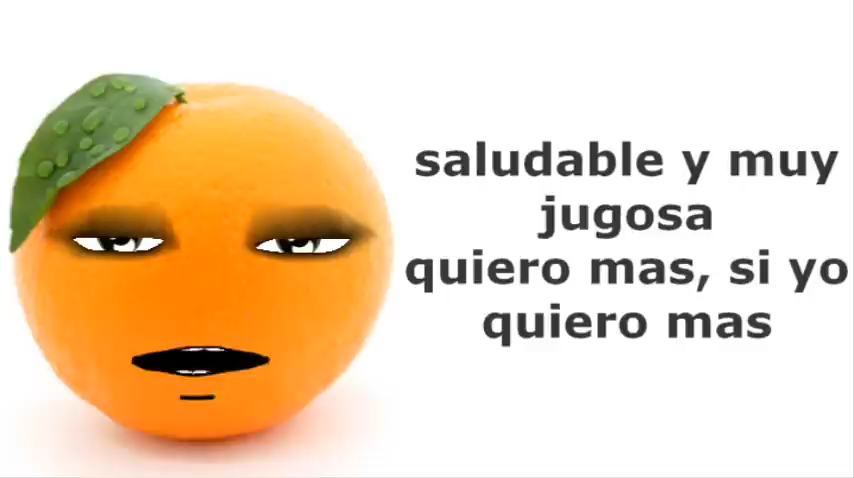 saludable y muy
jugosa
quiero mas, si yo
quiero mas